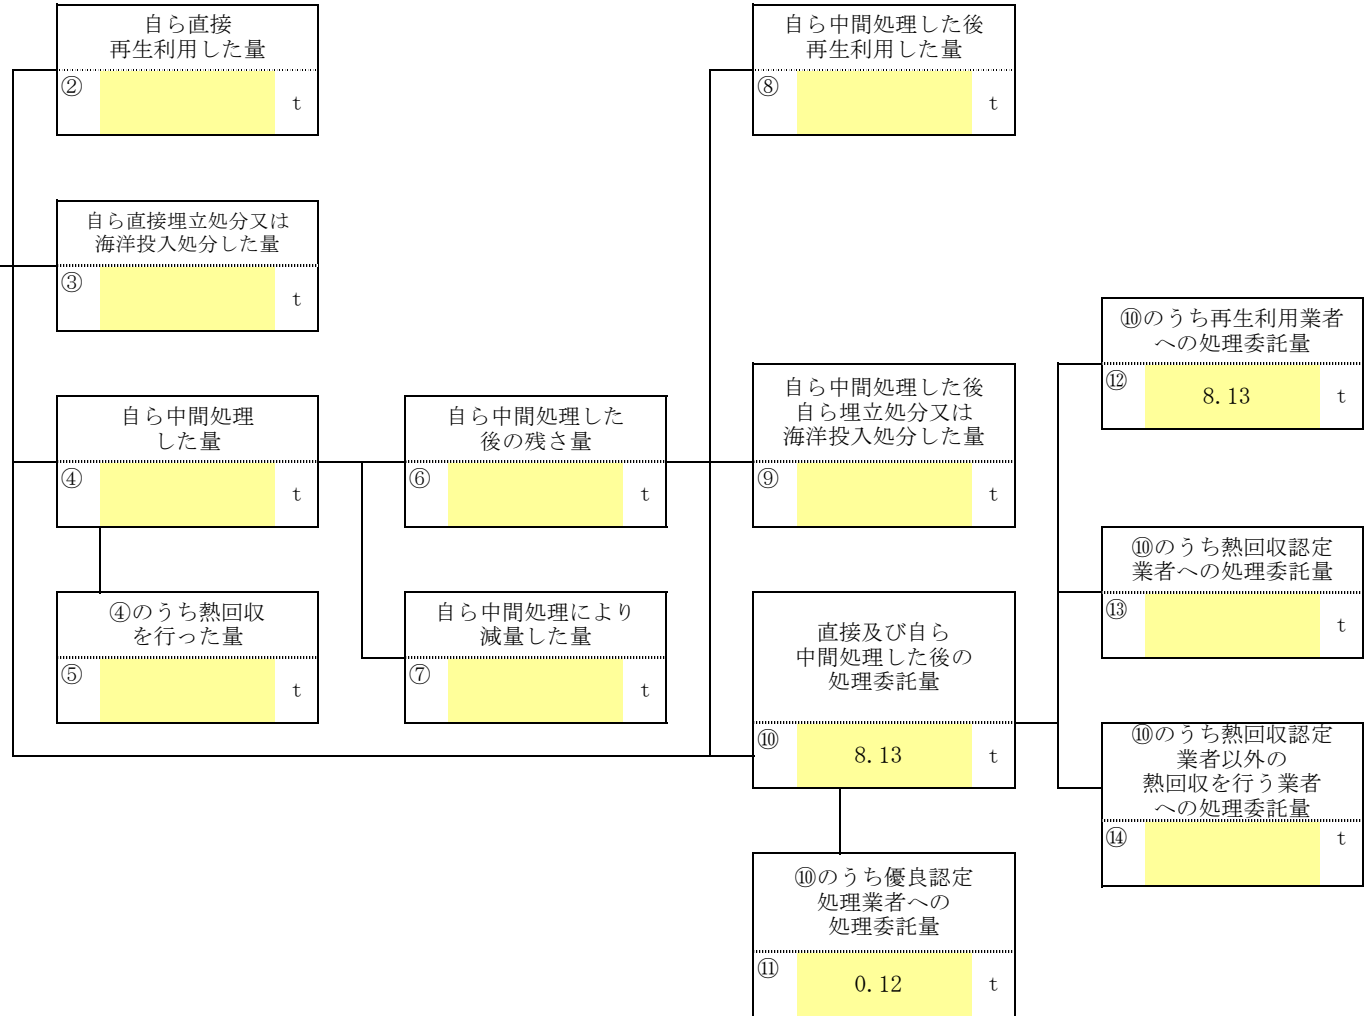 自ら直接
再生利用した量
②
t
自ら中間処理した後
再生利用した量
⑧
t
自ら直接埋立処分又は
海洋投入処分した量
③
t
⑩のうち再生利用業者
への処理委託量
⑫
8.13
t
自ら中間処理
した量
④
t
自ら中間処理した
後の残さ量
⑥
t
自ら中間処理した後
自ら埋立処分又は
海洋投入処分した量
⑨
t
⑩のうち熱回収認定
業者への処理委託量
⑬
t
④のうち熱回収
を行った量
⑤
t
自ら中間処理により
減量した量
⑦
t
直接及び自ら
中間処理した後の
処理委託量
⑩
8.13
t
⑩のうち熱回収認定
業者以外の
熱回収を行う業者
への処理委託量
⑭
t
⑩のうち優良認定
処理業者への
処理委託量
⑪
0.12
t